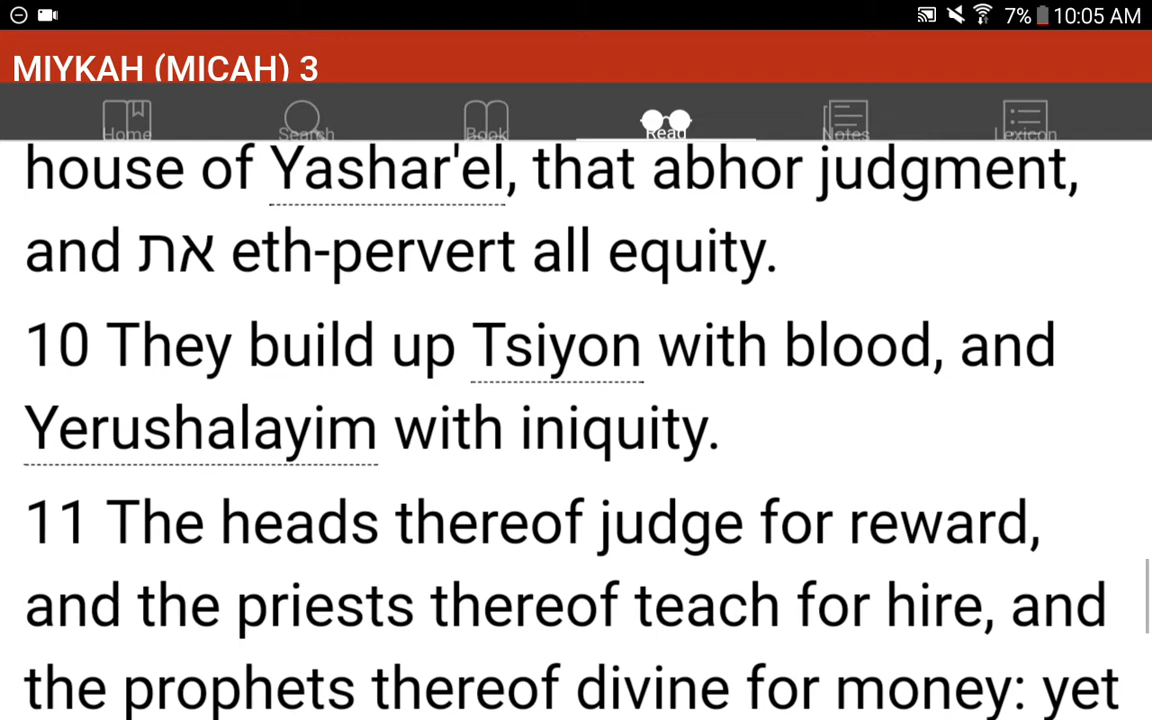 7% 10:05 AM
MIYKAH (MICAH) 3
Home Search Book Read Notes Lexicon
house of Yashar'el, that abhor judgment,
and את eth-pervert all equity.
10 They build up Tsiyon with blood, and
Yerushalayim with iniquity.
11 The heads thereof judge for reward,
and the priests thereof teach for hire, and
the prophets thereof divine for money: yet